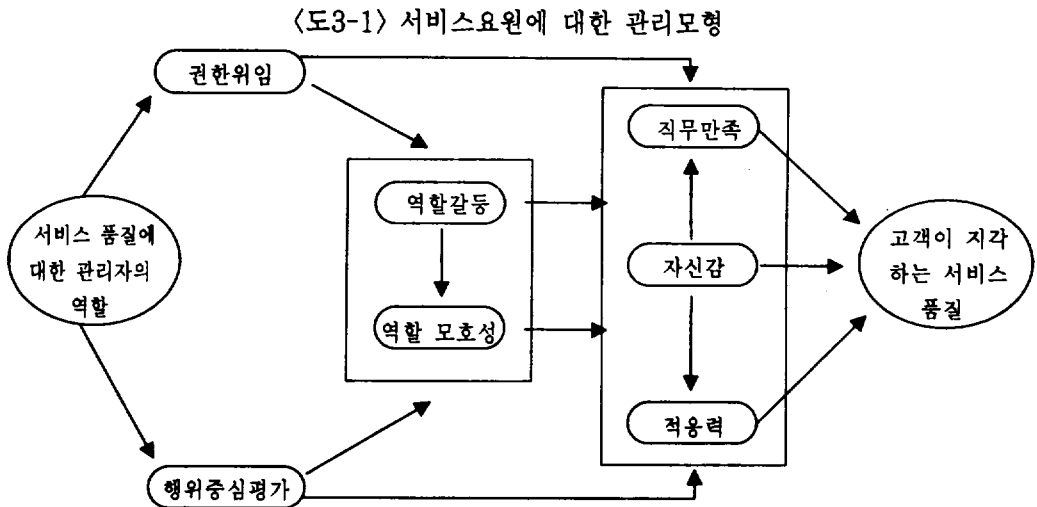 〈도3-1〉 서비스요원에 대한 관리모형
권한위임
직무만족
역할갈등
서비스 품질에
대한 관리자의
역할
자신감
고객이 지각
하는 서비스
품질
역할 모호성
적응력
행위중심평가